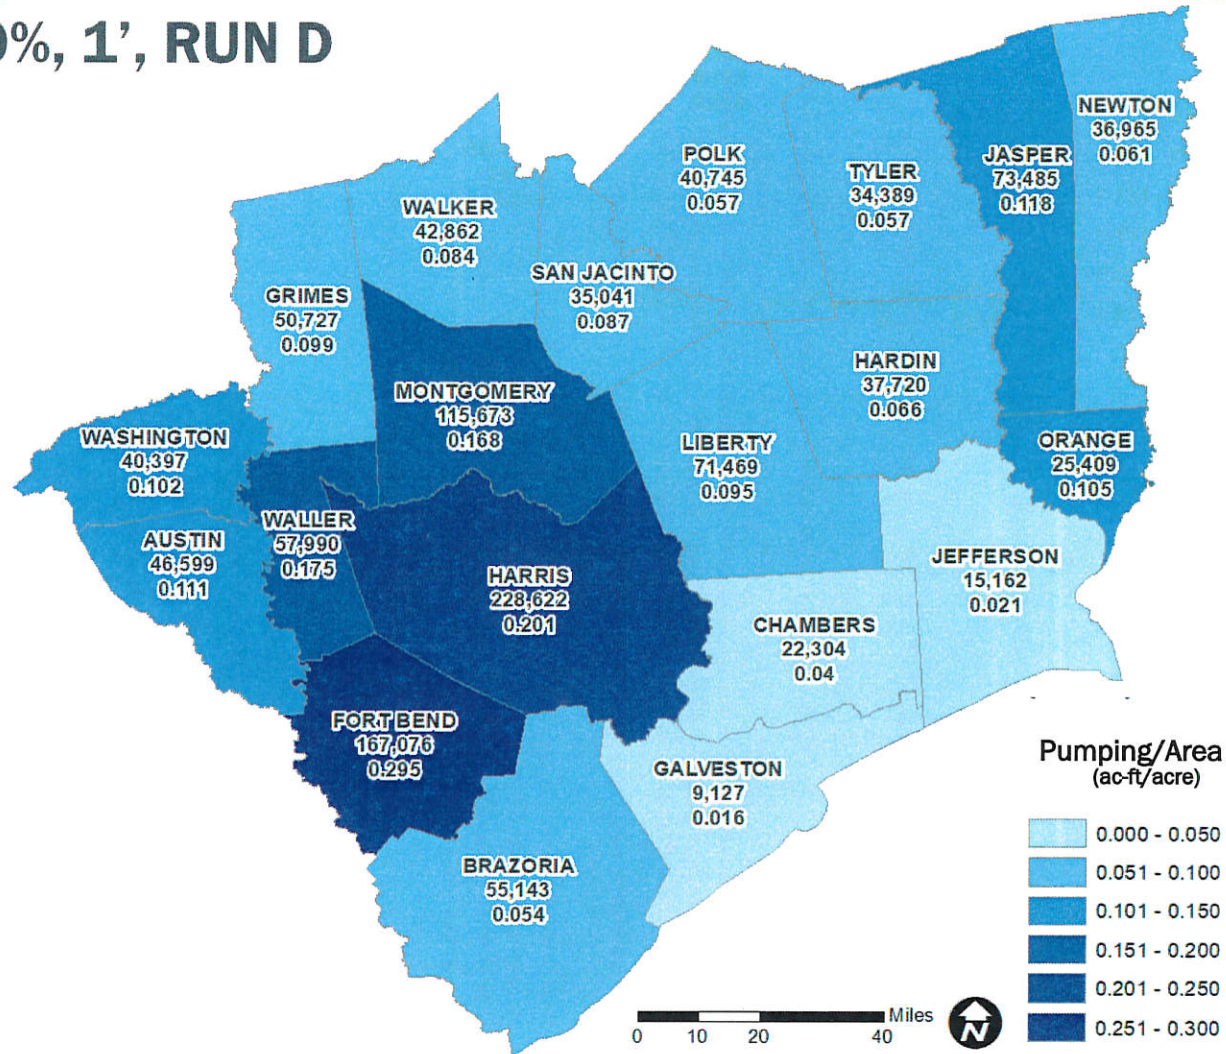 0%, 1’, RUN D
NEWTON
36,965
0.061
POLK
40,745
0.057
JASPER
73,485
0.118
TYLER
34,389
0.057
WALKER
42,862
0.084
SAN JACINTO
35,041
0.087
GRIMES
50,727
0.099
HARDIN
37,720
0.066
MONTGOMERY
115,673
0.168
WASHINGTON
40,397
0.102
LIBERTY
71,469
0.095
ORANGE
25,409
0.105
WALLER
57,990
0.175
AUSTIN
46,599
0.111
JEFFERSON
15,162
0.021
HARRIS
228,622
0.201
CHAMBERS
22,304
0.04
FORT BEND
167,076
0.295
GALVESTON
9,127
0.016
BRAZORIA
55,143
0.054
Pumping/Area
(ac-ft/acre)
0.000 - 0.050
0.051 - 0.100
0.101 - 0.150
0.151 - 0.200
0.201 - 0.250
0.251 - 0.300
Miles
0 10 20 40
N